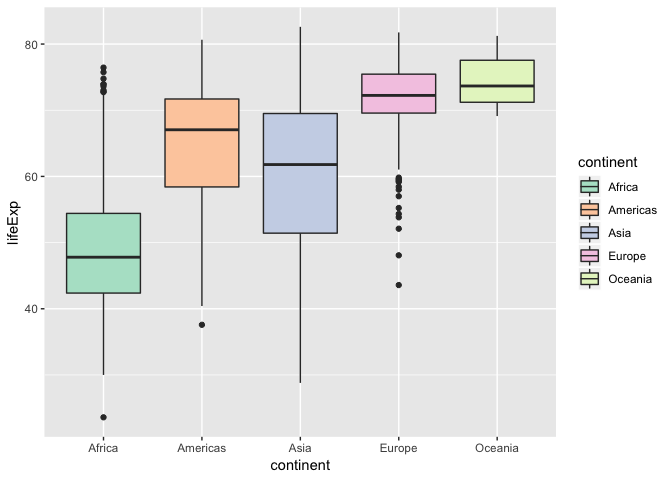 80
60
40
lifeExp
Africa Americas Asia Europe Oceania
continent
continent
Africa
Americas
Asia
Europe
Oceania